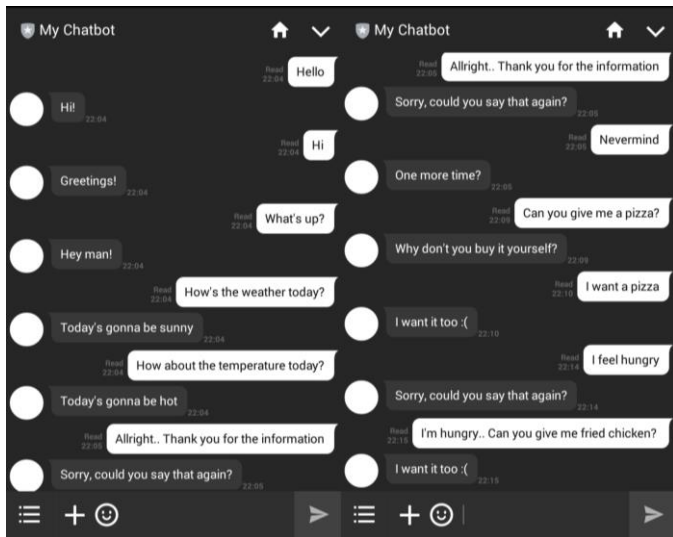 My Chatbot
Read
22:04
Hello
Hi!
22:04
Read
22:04
Hi
Greetings!
22:04
Read
22:04
What's up?
Hey man!
22:04
Read
22:04
How's the weather today?
Today's gonna be sunny
22:04
Read
22:04
How about the temperature today?
Today's gonna be hot
22:04
Read
22:05
Allright.. Thank you for the information
Sorry, could you say that again?
22:05
My Chatbot
Read
22:05
Allright.. Thank you for the information
Sorry, could you say that again?
22:05
Read
22:05
Nevermind
One more time?
22:05
Read
22:09
Can you give me a pizza?
Why don't you buy it yourself?
22:09
Read
22:10
I want a pizza
I want it too :(
22:10
Read
22:14
I feel hungry
Sorry, could you say that again?
22:14
Read
22:15
I'm hungry.. Can you give me fried chicken?
I want it too :(
22:15